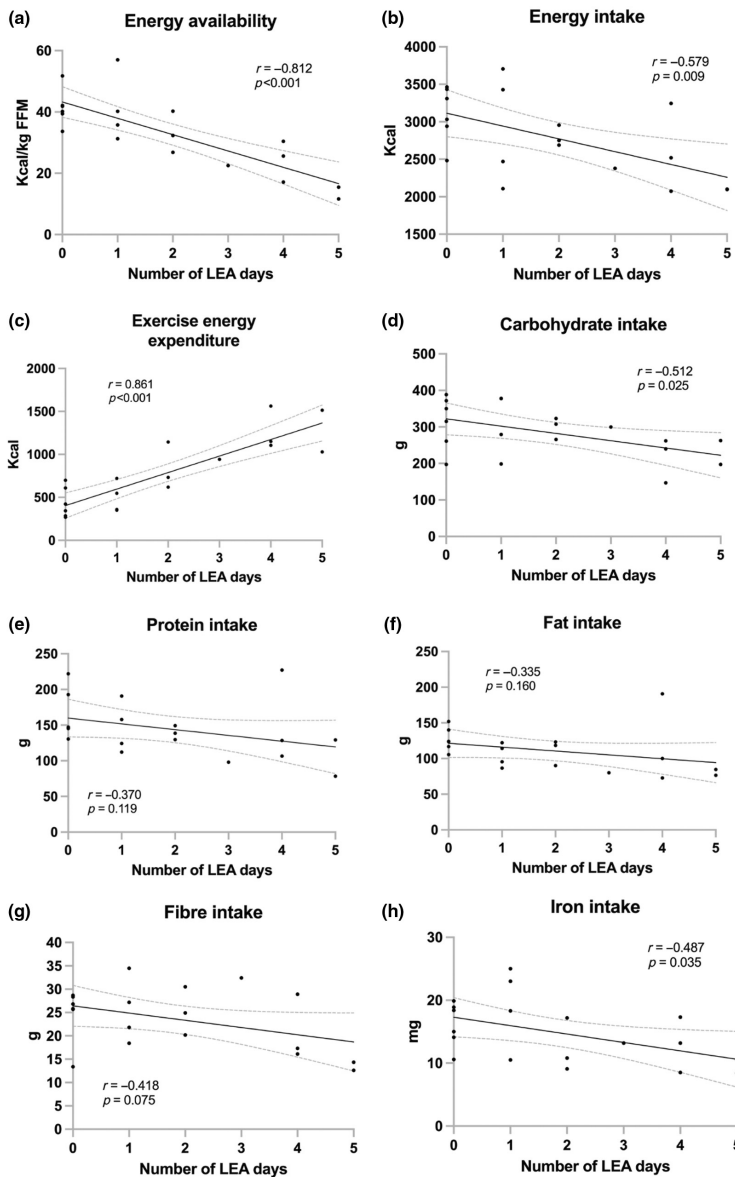 (a)
Energy availability
r = −0.812
p<0.001
60
40
20
0
Kcal/kg FFM
0 1 2 3 4 5
Number of LEA days
(b)
Energy intake
r = −0.579
p = 0.009
4000
3500
3000
2500
2000
1500
Kcal
0 1 2 3 4 5
Number of LEA days
(c)
Exercise energy
expenditure
r = 0.861
p<0.001
2000
1500
1000
500
0
Kcal
0 1 2 3 4 5
Number of LEA days
(d)
Carbohydrate intake
r = −0.512
p = 0.025
500
400
300
200
100
0
g
0 1 2 3 4 5
Number of LEA days
(e)
Protein intake
250
200
150
100
50
0
g
r = −0.370
p = 0.119
0 1 2 3 4 5
Number of LEA days
(f)
Fat intake
r = −0.335
p = 0.160
250
200
150
100
50
0
g
0 1 2 3 4 5
Number of LEA days
(g)
Fibre intake
40
35
30
25
20
15
10
5
0
g
r = −0.418
p = 0.075
0 1 2 3 4 5
Number of LEA days
(h)
Iron intake
r = −0.487
p = 0.035
30
20
10
0
mg
0 1 2 3 4 5
Number of LEA days